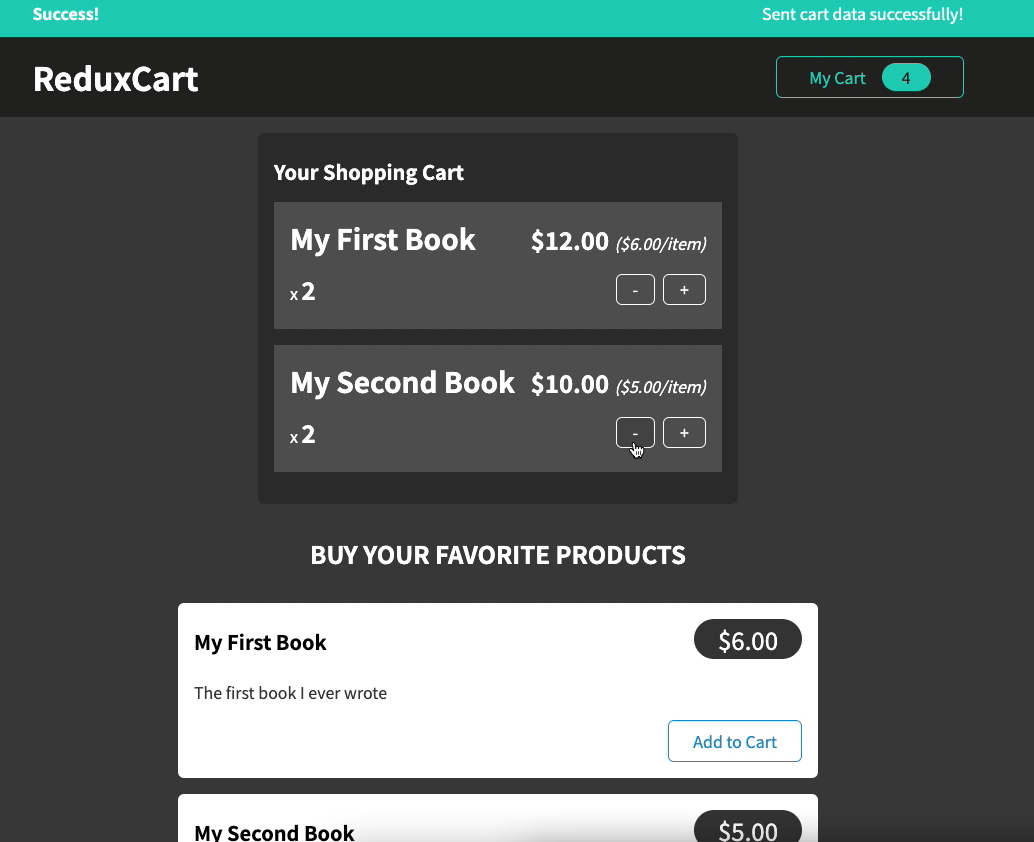 Success! Sent cart data successfully!
ReduxCart My Cart 4
Your Shopping Cart
My First Book $12.00 ($6.00/item)
x 2 - +
My Second Book $10.00 ($5.00/item)
x 2 - +
BUY YOUR FAVORITE PRODUCTS
My First Book $6.00
The first book I ever wrote
Add to Cart
My Second Book $5.00